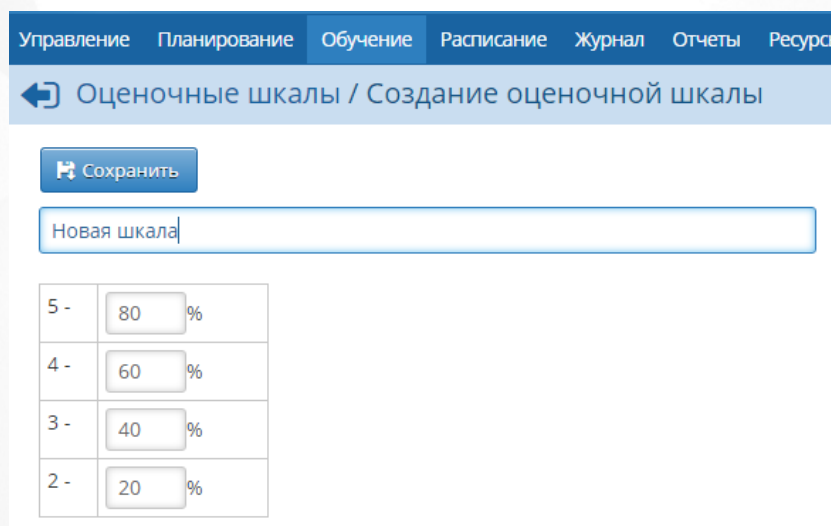 Управление Планирование Обучение Расписание Журнал Отчеты
Оценочные шкалы / Создание оценочной шкалы
Сохранить
Новая шкала
5 - 80 %
4 - 60 %
3 - 40 %
2 - 20 %